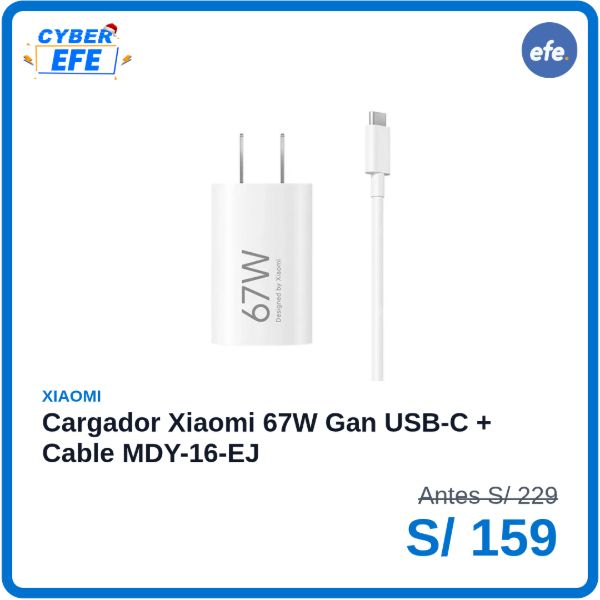 CYBER
EFE
efe.
67W
Designed by Xiaomi
XIAOMI
Cargador Xiaomi 67W Gan USB-C +
Cable MDY-16-EJ
Antes S/ 229
S/ 159